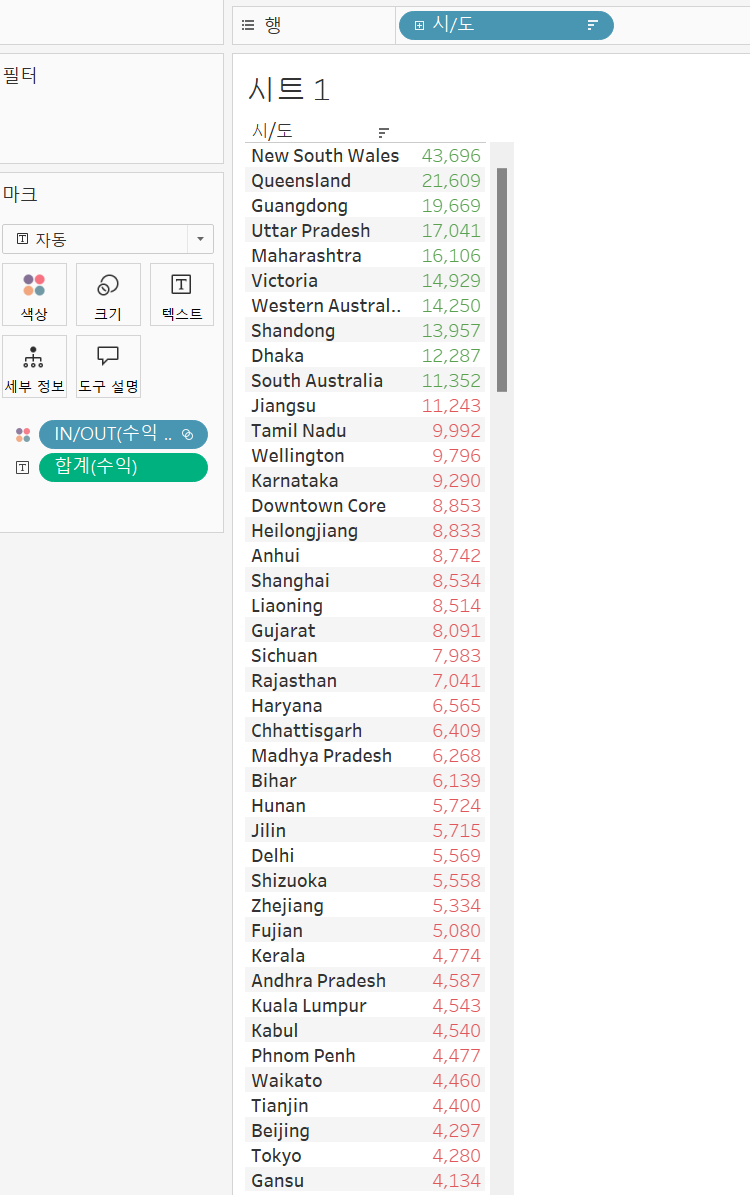 행
시/도
필터
시트 1
시/도
마크
자동
색상
크기
텍스트
세부 정보
도구 설명
IN/OUT(수익 ..
합계(수익)
New South Wales 43,696
Queensland 21,609
Guangdong 19,669
Uttar Pradesh 17,041
Maharashtra 16,106
Victoria 14,929
Western Austral.. 14,250
Shandong 13,957
Dhaka 12,287
South Australia 11,352
Jiangsu 11,243
Tamil Nadu 9,992
Wellington 9,796
Karnataka 9,290
Downtown Core 8,853
Heilongjiang 8,833
Anhui 8,742
Shanghai 8,534
Liaoning 8,514
Gujarat 8,091
Sichuan 7,983
Rajasthan 7,041
Haryana 6,565
Chhattisgarh 6,409
Madhya Pradesh 6,268
Bihar 6,139
Hunan 5,724
Jilin 5,715
Delhi 5,569
Shizuoka 5,558
Zhejiang 5,334
Fujian 5,080
Kerala 4,774
Andhra Pradesh 4,587
Kuala Lumpur 4,543
Kabul 4,540
Phnom Penh 4,477
Waikato 4,460
Tianjin 4,400
Beijing 4,297
Tokyo 4,280
Gansu 4,134